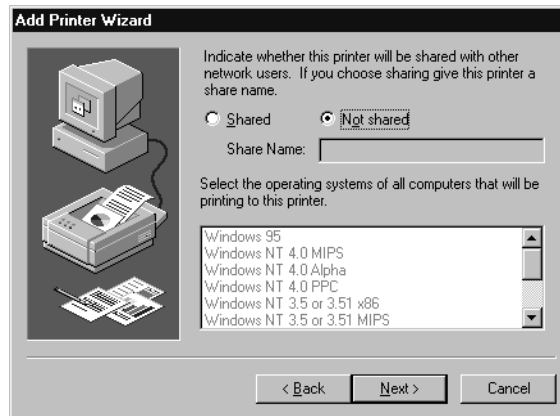 Add Printer Wizard
Indicate whether this printer will be shared with other
network users. If you choose sharing give this printer a
share name.
Shared Not shared
Share Name:
Select the operating systems of all computers that will be
printing to this printer.
Windows 95
Windows NT 4.0 MIPS
Windows NT 4.0 Alpha
Windows NT 4.0 PPC
Windows NT 3.5 or 3.51 x86
Windows NT 3.5 or 3.51 MIPS
< Back Next > Cancel